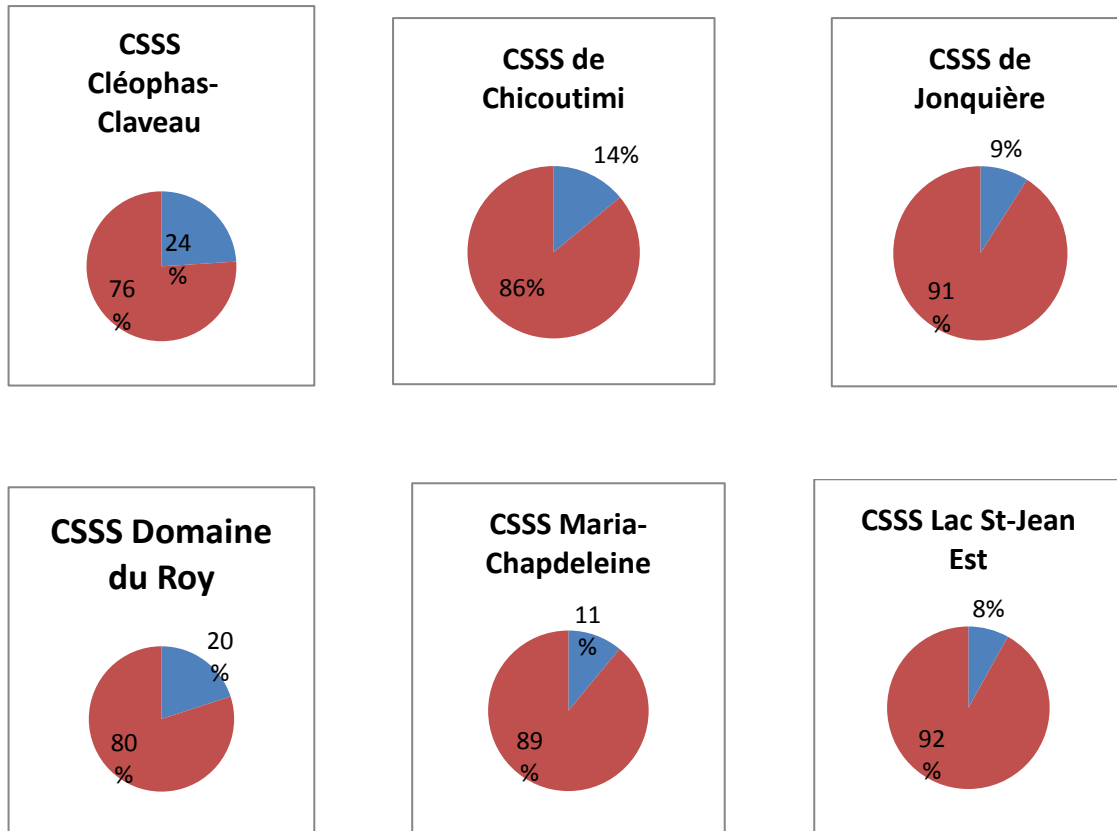 CSSS
Cléophas-
Claveau
24
%
76
%
CSSS de
Chicoutimi
14%
86%
CSSS de
Jonquière
9%
91
%
CSSS Domaine
du Roy
20
%
80
%
CSSS Maria-
Chapdeleine
11
%
89
%
CSSS Lac St-Jean
Est
8%
92
%